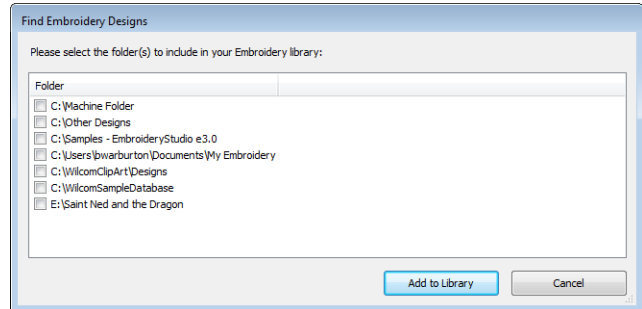 Find Embroidery Designs
Please select the folder(s) to include in your Embroidery library:
Folder
C:\Machine Folder
C:\Other Designs
C:\Samples - EmbroideryStudio e3.0
C:\Users\bwarburton\Documents\My Embroidery
C:\WilcomClipArt\Designs
C:\WilcomSampleDatabase
E:\Saint Ned and the Dragon
Add to Library Cancel